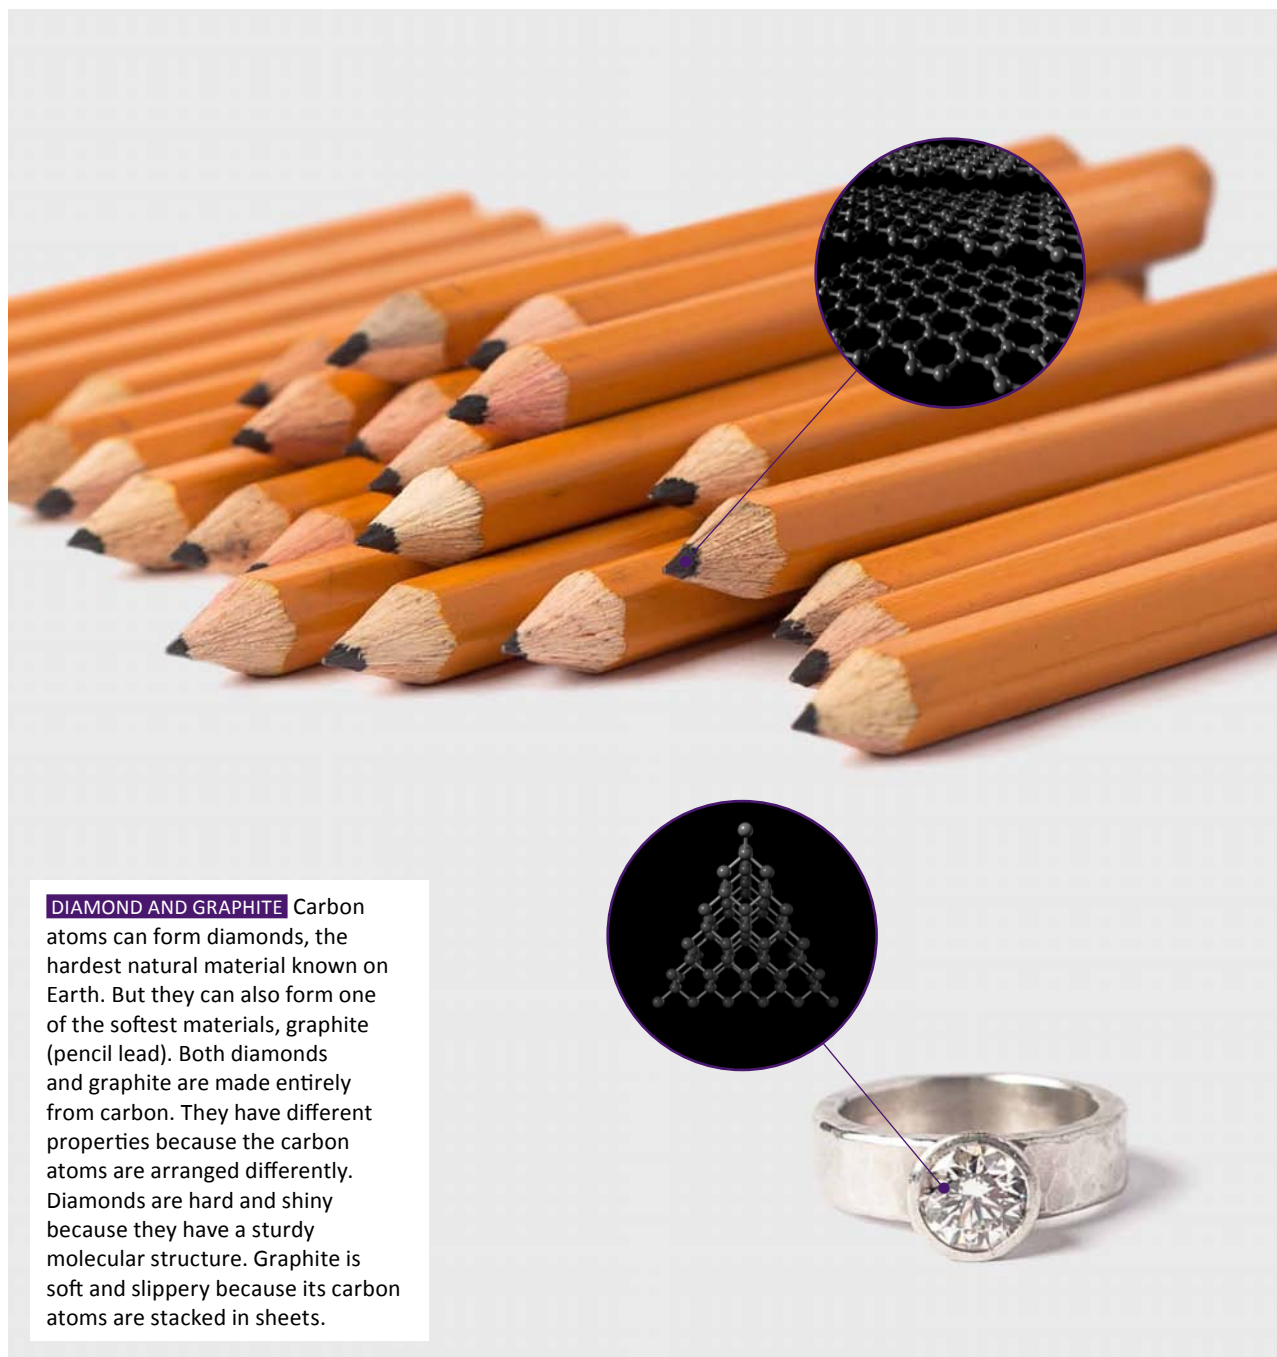 DIAMOND AND GRAPHITE Carbon
atoms can form diamonds, the
hardest natural material known on
Earth. But they can also form one
of the softest materials, graphite
(pencil lead). Both diamonds
and graphite are made entirely
from carbon. They have different
properties because the carbon
atoms are arranged differently.
Diamonds are hard and shiny
because they have a sturdy
molecular structure. Graphite is
soft and slippery because its carbon
atoms are stacked in sheets.